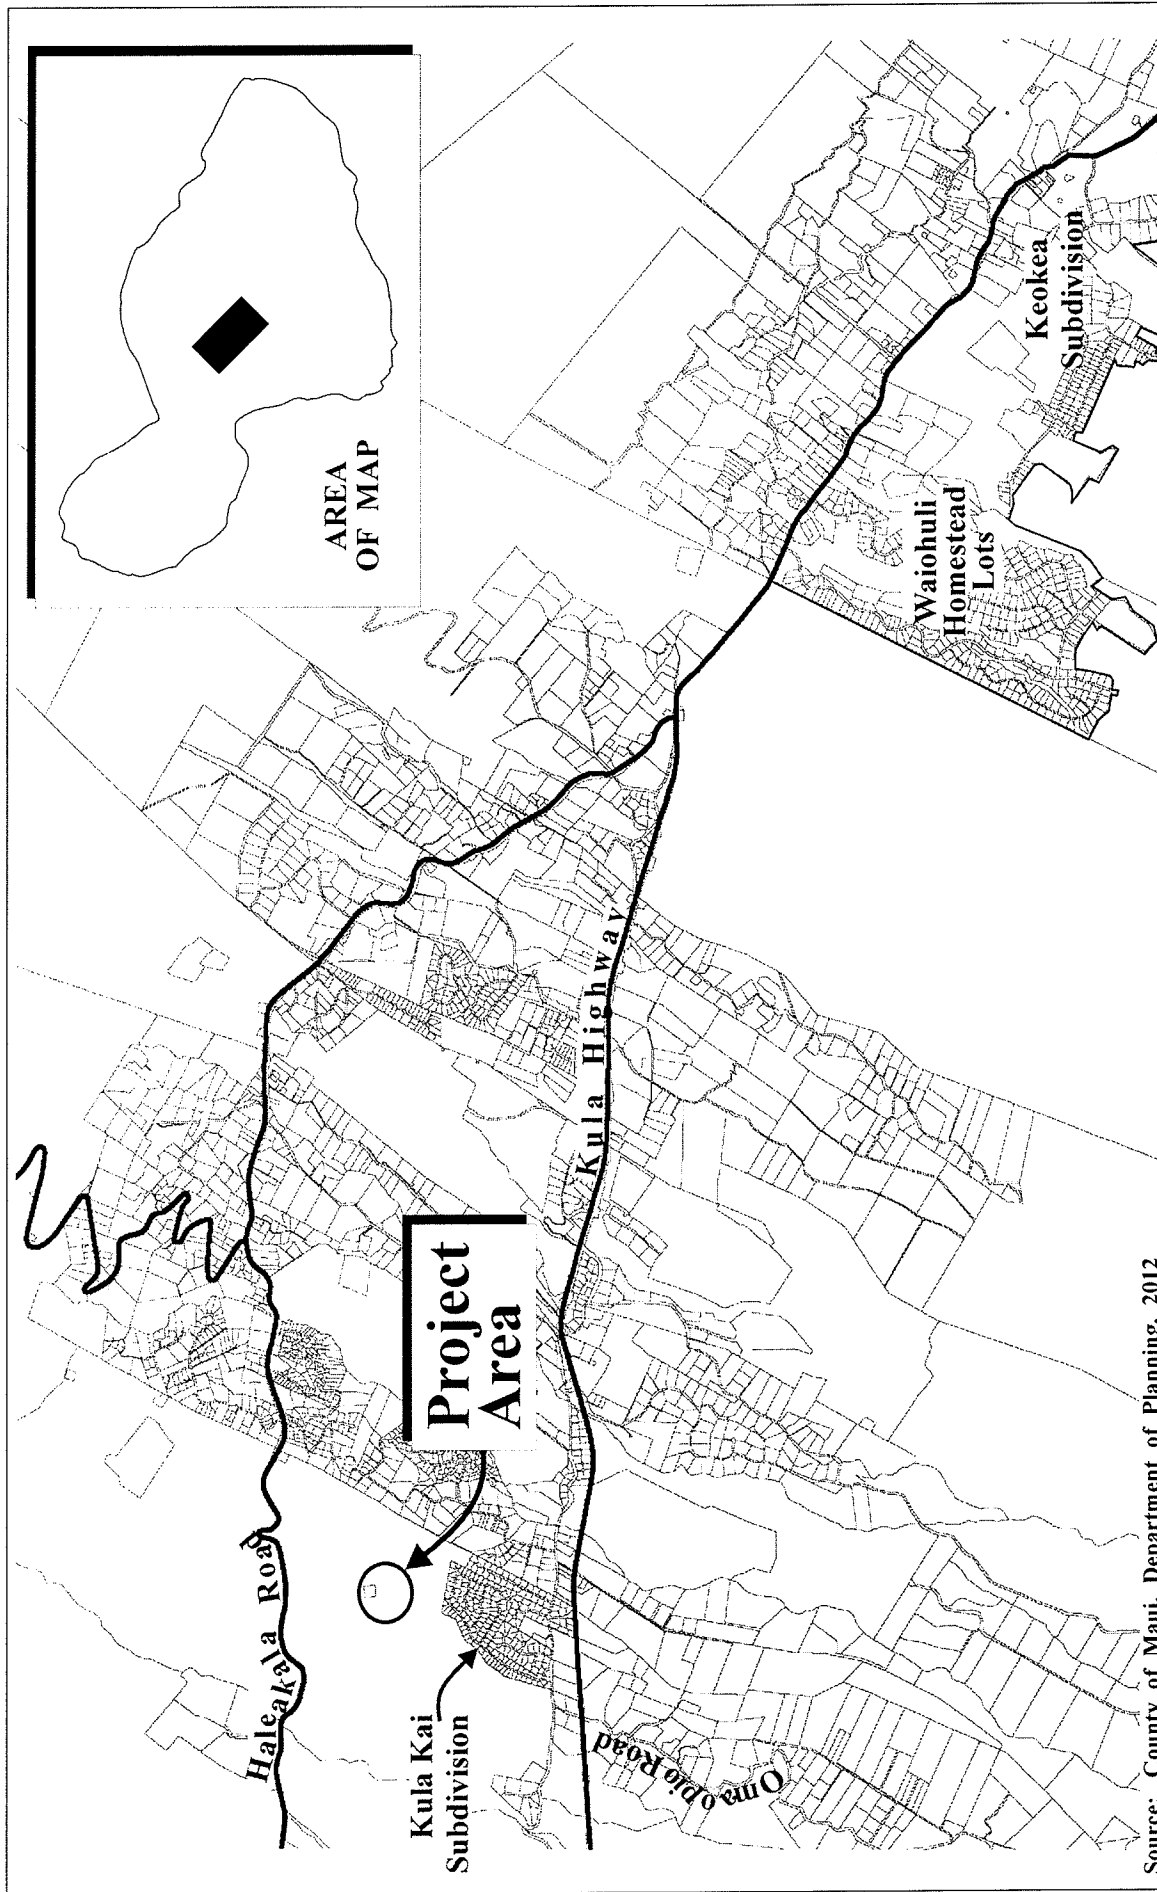 AREA
OF MAP
Haleakala Road
Project
Area
Kula Kai
Subdivision
Kula Highway
Omaopio Road
Waiohuli
Homestead
Lots
Keokea
Subdivision
Source: County of Maui, Department of Planning, 2012